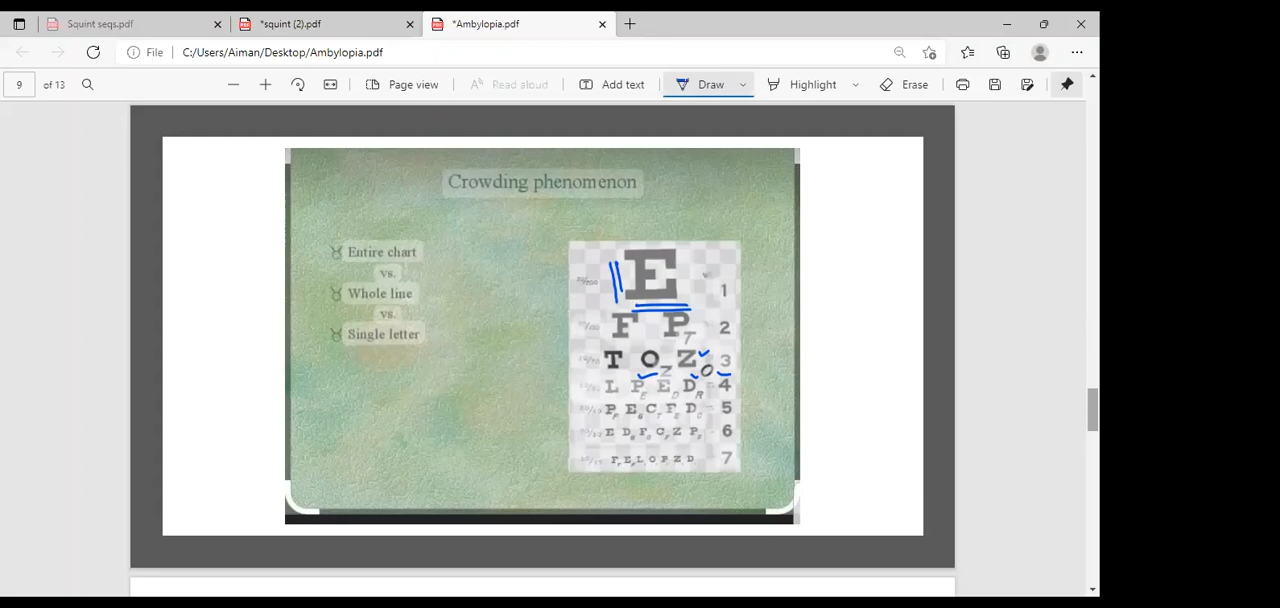 Squint seqs.pdf
*squint (2).pdf
*Ambylopia.pdf
File C:/Users/Aiman/Desktop/Ambylopia.pdf
9 of 13
Page view
Read aloud
Add text
Draw
Highlight
Erase
Crowding phenomenon
Entire chart
vs.
Whole line
vs.
Single letter
E 1
F P 2
T
T O Z 3
Z O
L P E D 4
P E C F D 5
E D F C Z P 6
F E L O P Z D 7